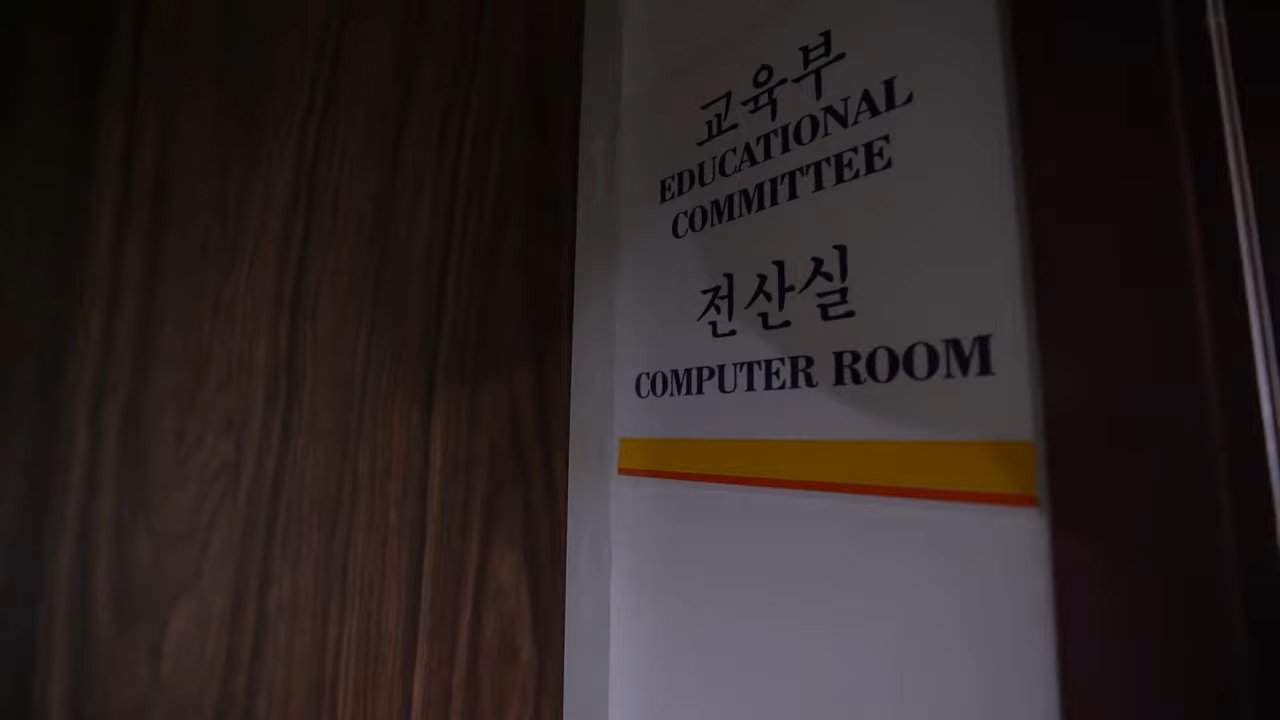 교육부
EDUCATIONAL
COMMITTEE
전산실
COMPUTER ROOM